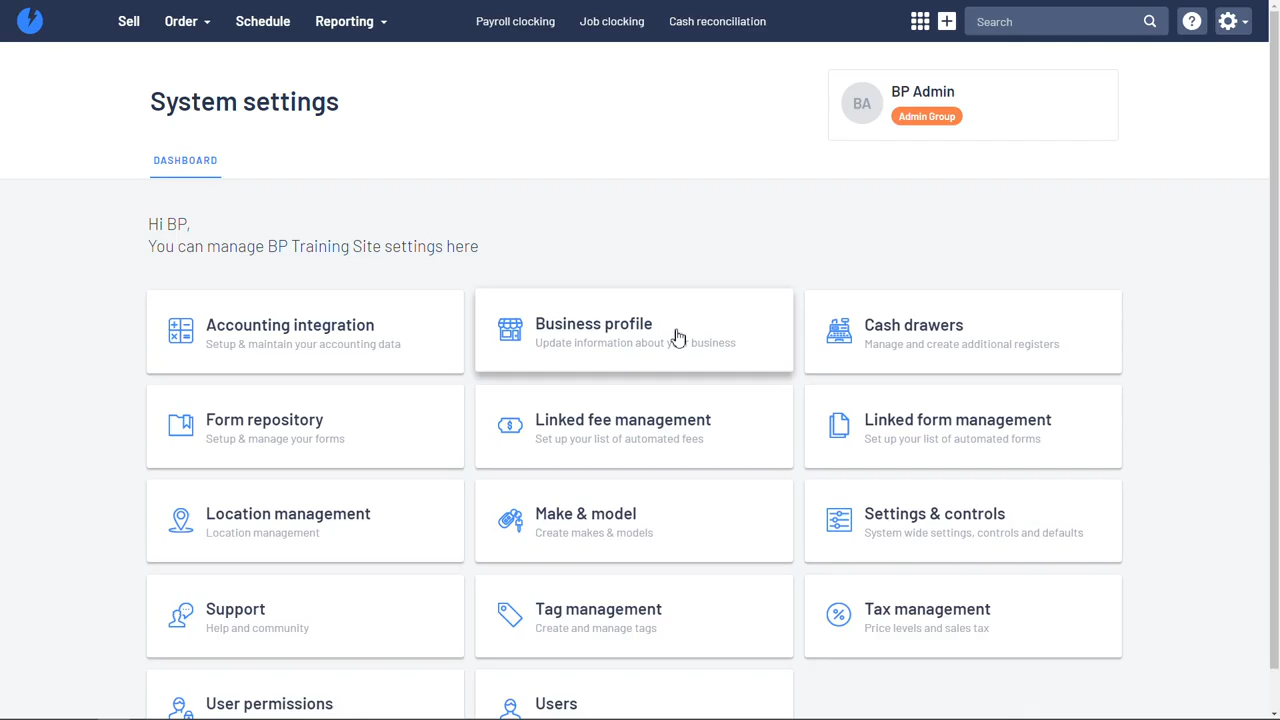 Sell
Order
Schedule
Reporting
Payroll clocking
Job clocking
Cash reconciliation
Search
System settings
BA
BP Admin
Admin Group
DASHBOARD
Hi BP,
You can manage BP Training Site settings here
Accounting integration
Setup & maintain your accounting data
Business profile
Update information about business
Cash drawers
Manage and create additional registers
Form repository
Setup & manage your forms
Linked fee management
Set up your list of automated fees
Linked form management
Set up your list of automated forms
Location management
Location management
Make & model
Create makes & models
Settings & controls
System wide settings, controls and defaults
Support
Help and community
Tag management
Create and manage tags
Tax management
Price levels and sales tax
User permissions
Users